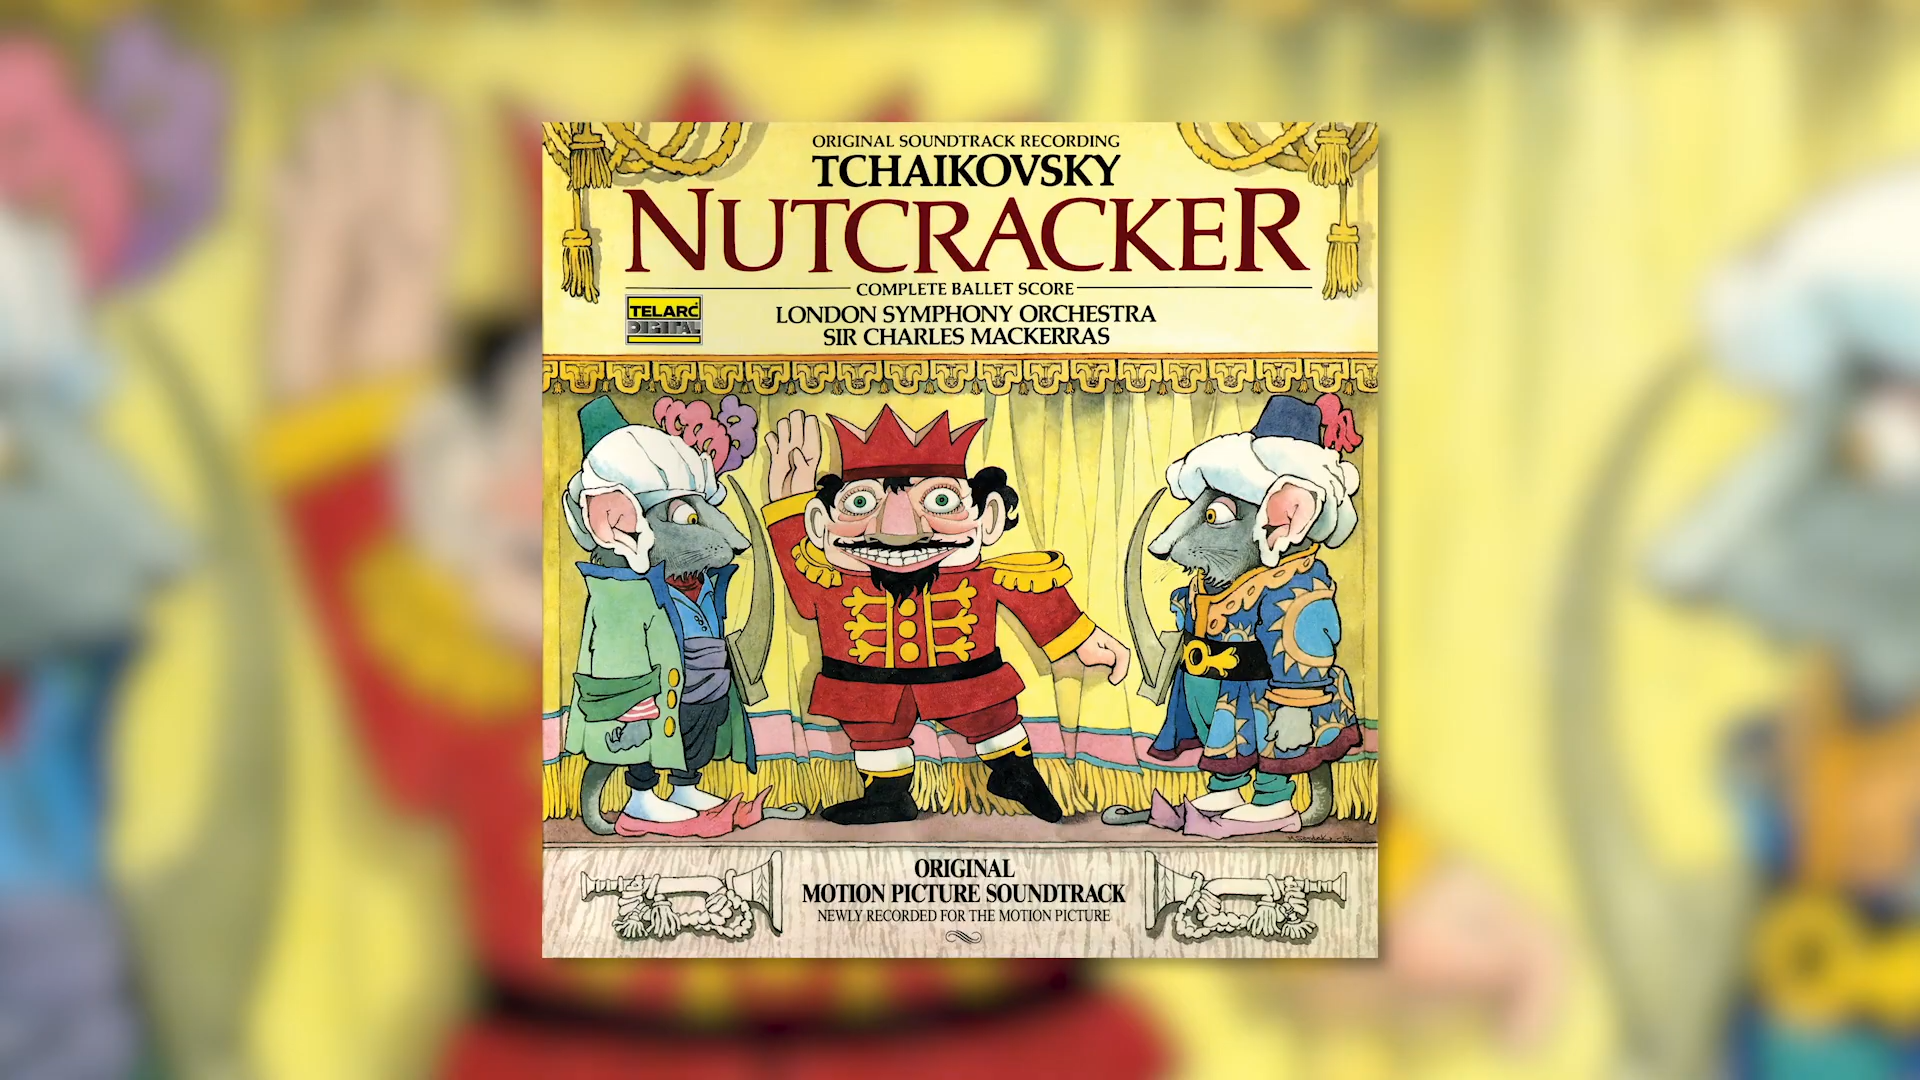 ORIGINAL SOUNDTRACK RECORDING
TCHAIKOVSKY
NUTCRACKER
COMPLETE BALLET SCORE
TELARC
DIGITAL
LONDON SYMPHONY ORCHESTRA
SIR CHARLES MACKERRAS
ORIGINAL
MOTION PICTURE SOUNDTRACK
NEWLY RECORDED FOR THE MOTION PICTURE